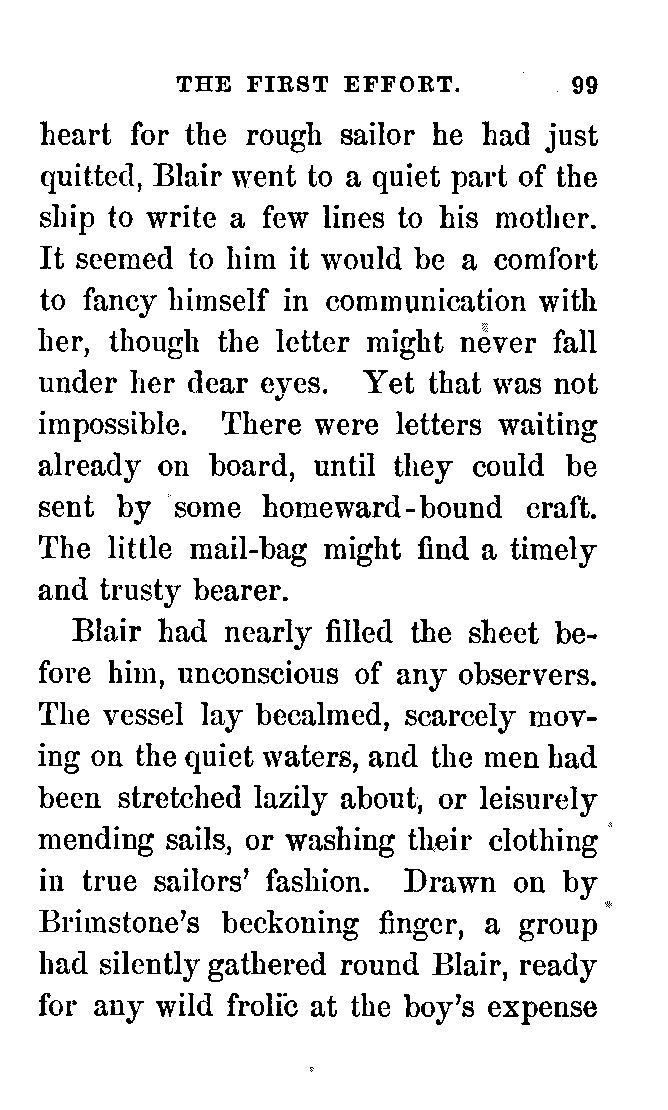 THE FIRST EFFORT. 99
heart for the rough sailor he had just
quitted, Blair went to a quiet part of the
ship to write a few lines to his mother.
It seemed to him it would be a comfort
to fancy himself in communication with
her, though the letter might never fall
under her dear eyes. Yet that was not
impossible. There were letters waiting
already on board, until they could be
sent by some homeward-bound craft.
The little mail-bag might find a timely
and trusty bearer.
Blair had nearly filled the sheet be-
fore him, unconscious of any observers.
The vessel lay becalmed, scarcely mov-
ing on the quiet waters, and the men had
been stretched lazily about, or leisurely
mending sails, or washing their clothing
in true sailors' fashion. Drawn on by
Brimstone's beckoning finger, a group
had silently gathered round Blair, ready
for any wild frolic at the boy's expense